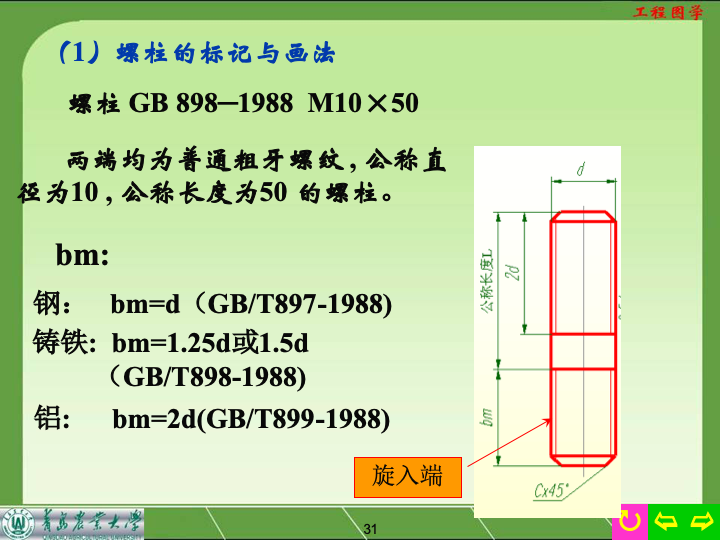 工程图学
（1）螺柱的标记与画法
螺柱 GB 898—1988 M10×50
两端均为普通粗牙螺纹，公称直
径为10，公称长度为50 的螺柱。
bm:
钢： bm=d（GB/T897-1988)
铸铁: bm=1.25d或1.5d
（GB/T898-1988)
铝: bm=2d(GB/T899-1988)
d
公称长度L
2d
bm
Cx45°
旋入端
青岛农业大学
31